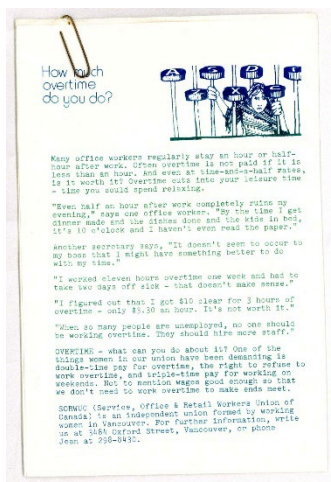 How much
overtime
do you do?
A S D F
Many office workers regularly stay an hour or half-
hour after work. Often overtime is not paid if it is
less than an hour. And even at time-and-a-half rates,
is it worth it? Overtime cuts into your leisure time
- time you could spend relaxing.
"Even half an hour after work completely ruins my
evening," says one office worker. "By the time I get
dinner made and the dishes done and the kids in bed,
it's 10 o'clock and I haven't even read the paper."
Another secretary says, "It doesn't seem to occur to
my boss that I might have something better to do
with my time."
"I worked eleven hours overtime one week and had to
take two days off sick - that doesn't make sense."
"I figured out that I got $10 clear for 3 hours of
overtime - only $3.30 an hour. It's not worth it."
"When so many people are unemployed, no one should
be working overtime. They should hire more staff."
OVERTIME - what can you do about it? One of the
things women in our union have been demanding is
double-time pay for overtime, the right to refuse to
work overtime, and triple-time pay for working on
weekends. Not to mention wages good enough so that
we don't need to work overtime to make ends meet.
SORWUC (Service, Office & Retail Workers Union of
Canada) is an independent union formed by working
women in Vancouver. For further information, write
us at 3484 Oxford Street, Vancouver, or phone
Jean at 298-8430.